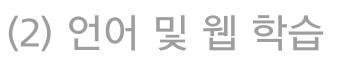 (2) 언어 및 웹 학습